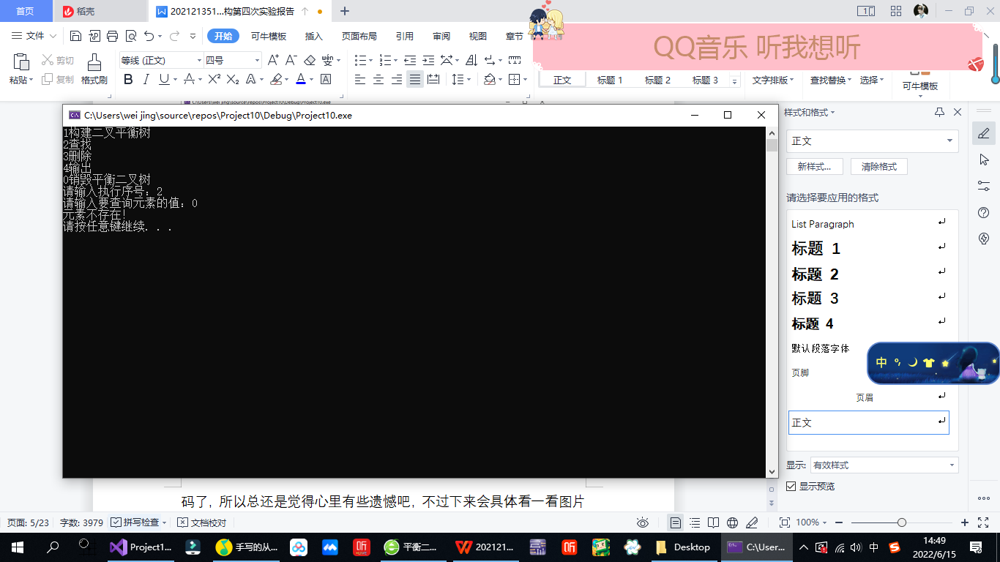 首页
稻壳
202121351...构第四次实验报告
QQ音乐 听我想听
文件
开始
可牛模板
插入
页面布局
引用
审阅
视图
章节
粘贴
剪切
复制
格式刷
等线 (正文)
四号
正文
标题 1
标题 2
标题 3
文字排版
查找替换
选择
可牛模板
C:\Users\wei jing\source\repos\Project10\Debug\Project10.exe
C:\Users\wei jing\source\repos\Project10\Debug\Project10.exe
1构建二叉平衡树
2查找
3删除
4输出
0销毁平衡二叉树
请输入执行序号：2
请输入要查询元素的值：0
元素不存在!
请按任意键继续. . .
样式和格式
正文
新样式...
清除格式
请选择要应用的格式
List Paragraph
标题 1
标题 2
标题 3
标题 4
默认段落字体
页脚
页眉
正文
中
显示:
有效样式
显示预览
码了，所以总还是觉得心里有些遗憾吧，不过下来会具体看一看图片
页面: 5/23
字数: 3979
拼写检查
文档校对
100%
Project1...
手写的从...
平衡二...
202121...
Desktop
C:\User...
中
14:49
2022/6/15